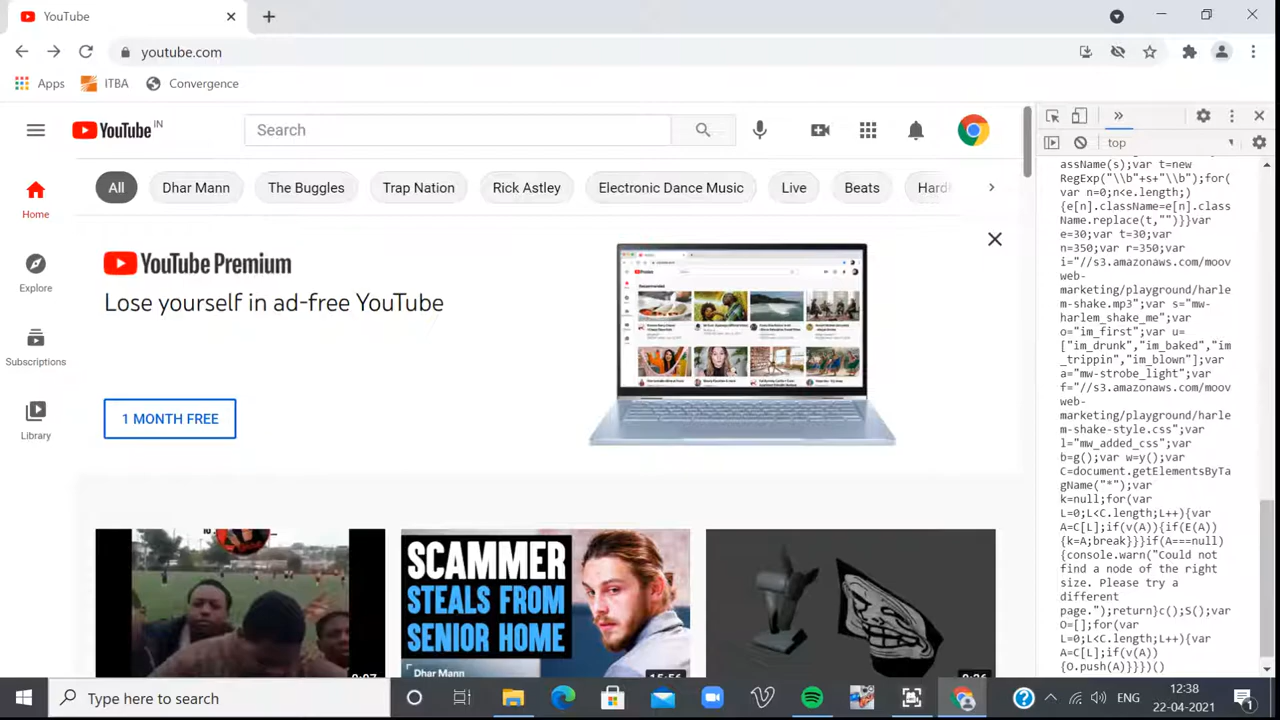 YouTube
youtube.com
Apps
ITBA
Convergence
YouTube IN
Search
top
All
Dhar Mann
The Buggles
Trap Nation
Rick Astley
Electronic Dance Music
Live
Beats
Home
Explore
Subscriptions
Library
YouTube Premium
Lose yourself in ad-free YouTube
1 MONTH FREE
SCAMMER
STEALS FROM
SENIOR HOME
Dhar Mann
15:56
assName(s);var t=new
RegExp("\\b"+s+"\\b");for(
var n=0;n<e.length;)
{e[n].className=e[n].class
Name.replace(t,"")}}var
e=30;var t=30;var
n=350;var r=350;var
i="//s3.amazonaws.com/moov
web-
marketing/playground/harle
m-shake.mp3";var s="mw-
harlem_shake_me";var
o="im_first";var u=
["im_drunk","im_baked","im
_trippin","im_blown"];var
a="mw-strobe_light";var
f="//s3.amazonaws.com/moov
web-
marketing/playground/harle
m-shake-style.css";var
l="mw_added_css";var
b=g();var w=y();var
C=document.getElementsByTa
gName("*");var
k=null;for(var
L=0;L<C.length;L++){var
A=C[L];if(v(A)){if(E(A))
{k=A;break}}}if(A===null)
{console.warn("Could not
find a node of the right
size. Please try a
different
page.");return}c();S();var
O=[];for(var
L=0;L<C.length;L++){var
A=C[L];if(v(A))
{O.push(A)}}})()
Type here to search
ENG
12:38
22-04-2021
1